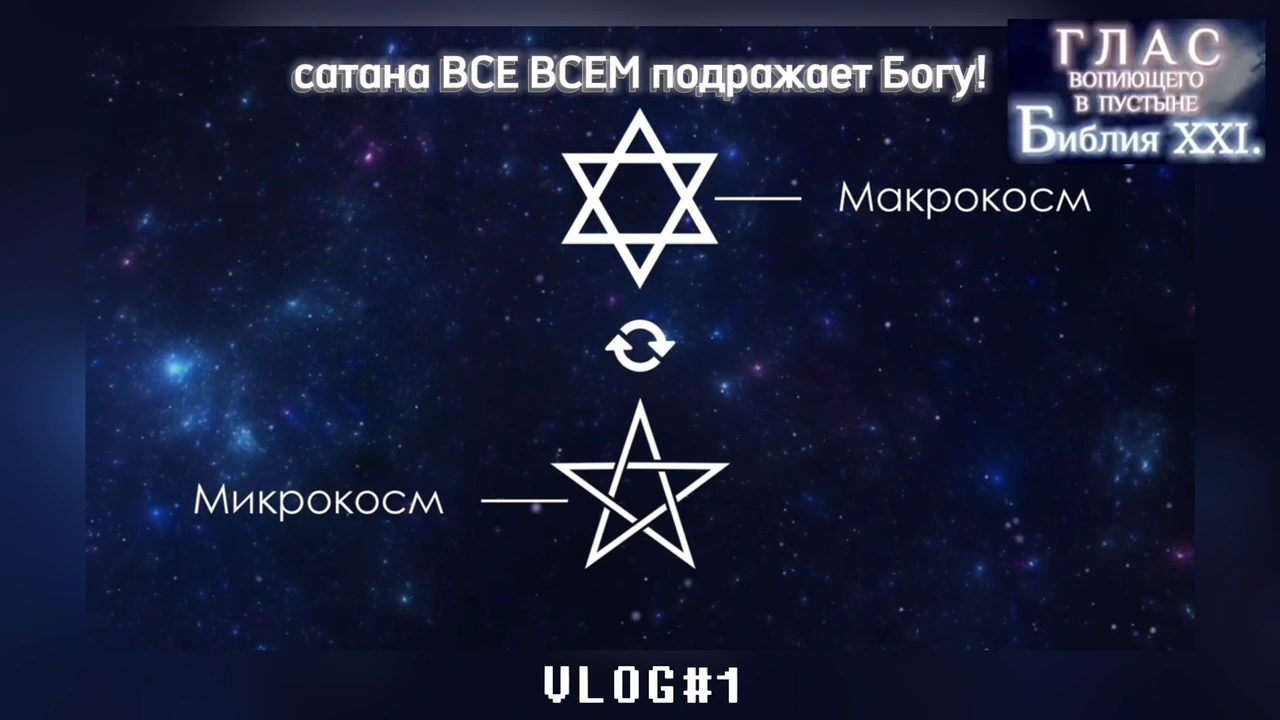 сатана ВСЕ ВСЕМ подражает Богу!
ГЛАС
ВОПИЮЩЕГО
В ПУСТЫНЕ
Библия XXI.
Макрокосм
Микрокосм
VLOG#1